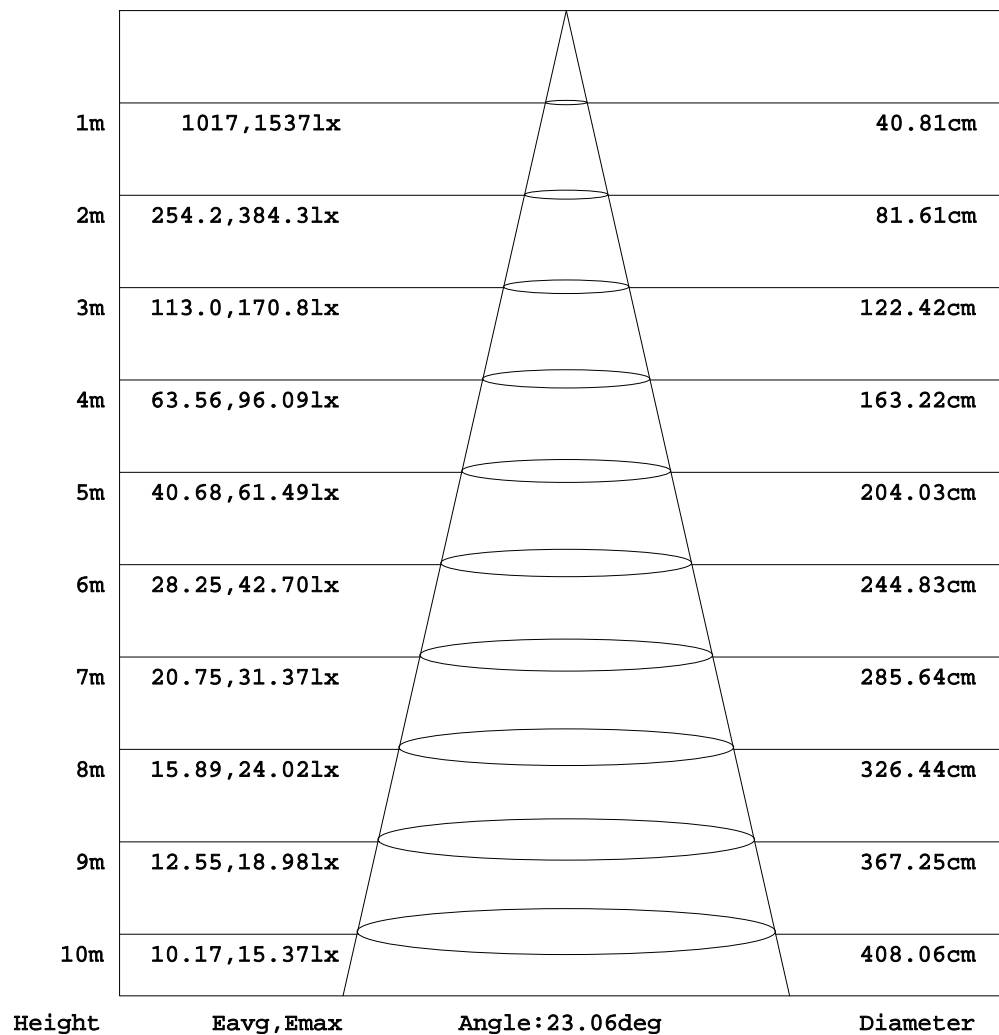 1m 1017,1537lx 40.81cm
2m 254.2,384.3lx 81.61cm
3m 113.0,170.8lx 122.42cm
4m 63.56,96.09lx 163.22cm
5m 40.68,61.49lx 204.03cm
6m 28.25,42.70lx 244.83cm
7m 20.75,31.37lx 285.64cm
8m 15.89,24.02lx 326.44cm
9m 12.55,18.98lx 367.25cm
10m 10.17,15.37lx 408.06cm
Height Eavg,Emax Angle:23.06deg Diameter